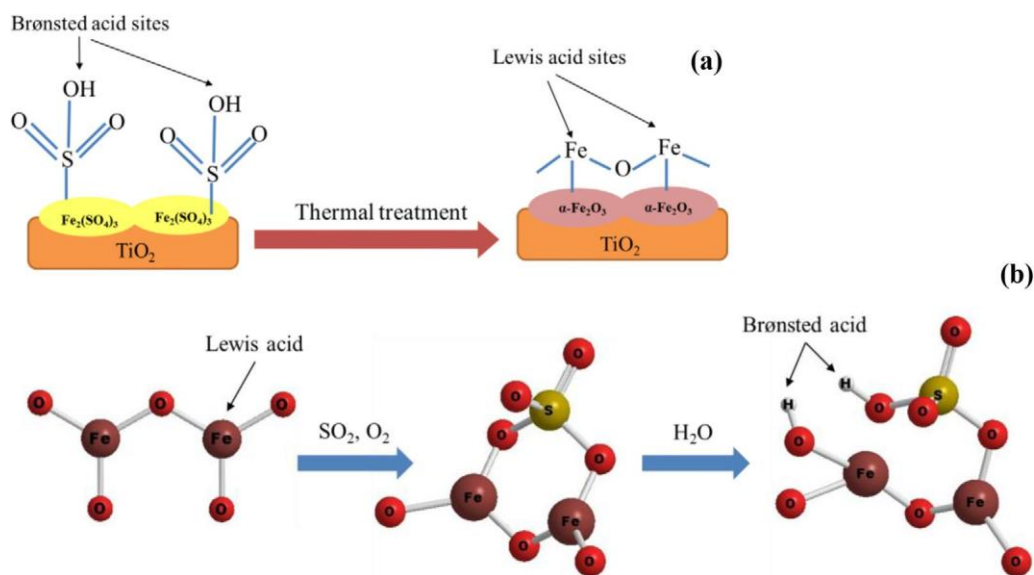 Brønsted acid sites
OH
OH
O
O
O
O
S
S
Fe₂(SO₄)₃
Fe₂(SO₄)₃
TiO₂
Thermal treatment
Lewis acid sites
(a)
Fe
Fe
O
α-Fe₂O₃
α-Fe₂O₃
TiO₂
(b)
Lewis acid
O
O
O
Fe
Fe
O
O
SO₂, O₂
O
O
S
O
O
Fe
O
Fe
O
O
H₂O
Brønsted acid
O
H
H
S
O
O
O
O
Fe
Fe
O
O
O